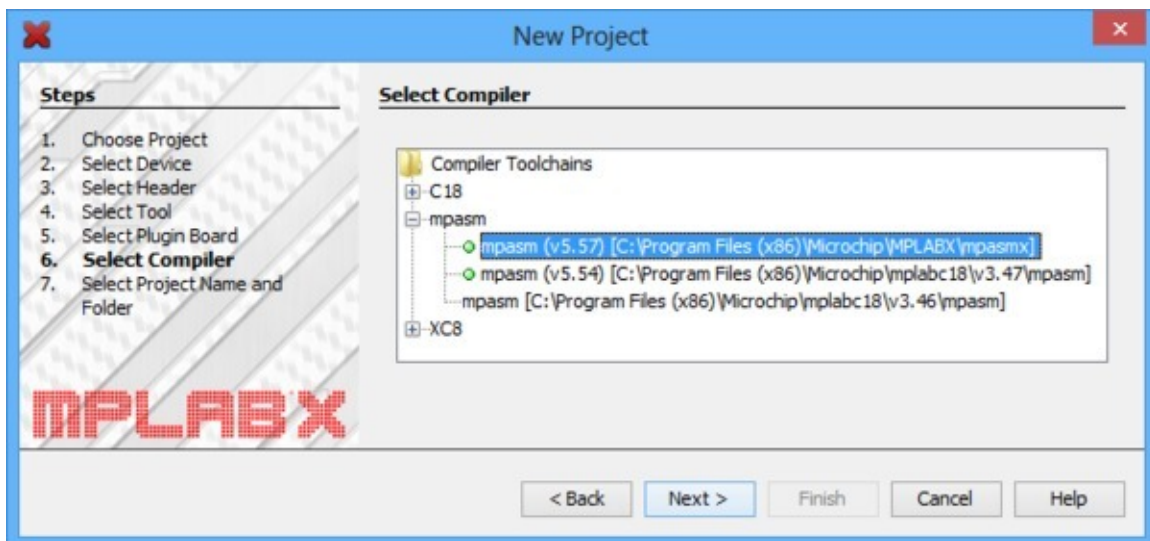 New Project
Steps
1. Choose Project
2. Select Device
3. Select Header
4. Select Tool
5. Select Plugin Board
6. Select Compiler
7. Select Project Name and
Folder
MPLAB X
Select Compiler
Compiler Toolchains
C18
mpasm
mpasm (v5.57) [C:\Program Files (x86)\Microchip\MPLABX\mpasmx]
mpasm (v5.54) [C:\Program Files (x86)\Microchip\mplabc18\v3.47\mpasm]
mpasm [C:\Program Files (x86)\Microchip\mplabc18\v3.46\mpasm]
XC8
< Back Next > Finish Cancel Help